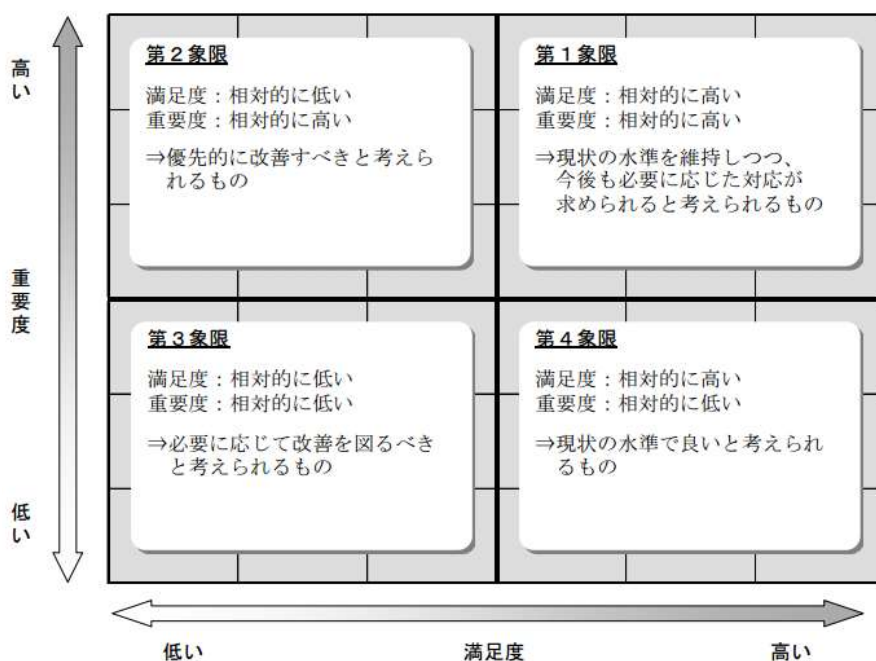 高い
重要度
低い
第２象限
満足度：相対的に低い
重要度：相対的に高い
⇒優先的に改善すべきと考えら
れるもの
第１象限
満足度：相対的に高い
重要度：相対的に高い
⇒現状の水準を維持しつつ、
今後も必要に応じた対応が
求められると考えられるもの
第３象限
満足度：相対的に低い
重要度：相対的に低い
⇒必要に応じて改善を図るべき
と考えられるもの
第４象限
満足度：相対的に高い
重要度：相対的に低い
⇒現状の水準で良いと考えられ
るもの
低い
満足度
高い